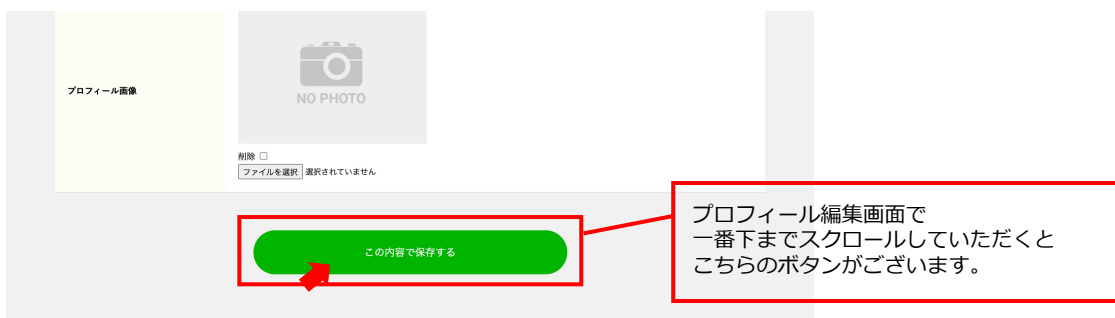 NO PHOTO
プロフィール画像
削除
ファイルを選択 選択されていません
この内容で保存する
プロフィール編集画面で
一番下までスクロールしていただくと
こちらのボタンがございます。